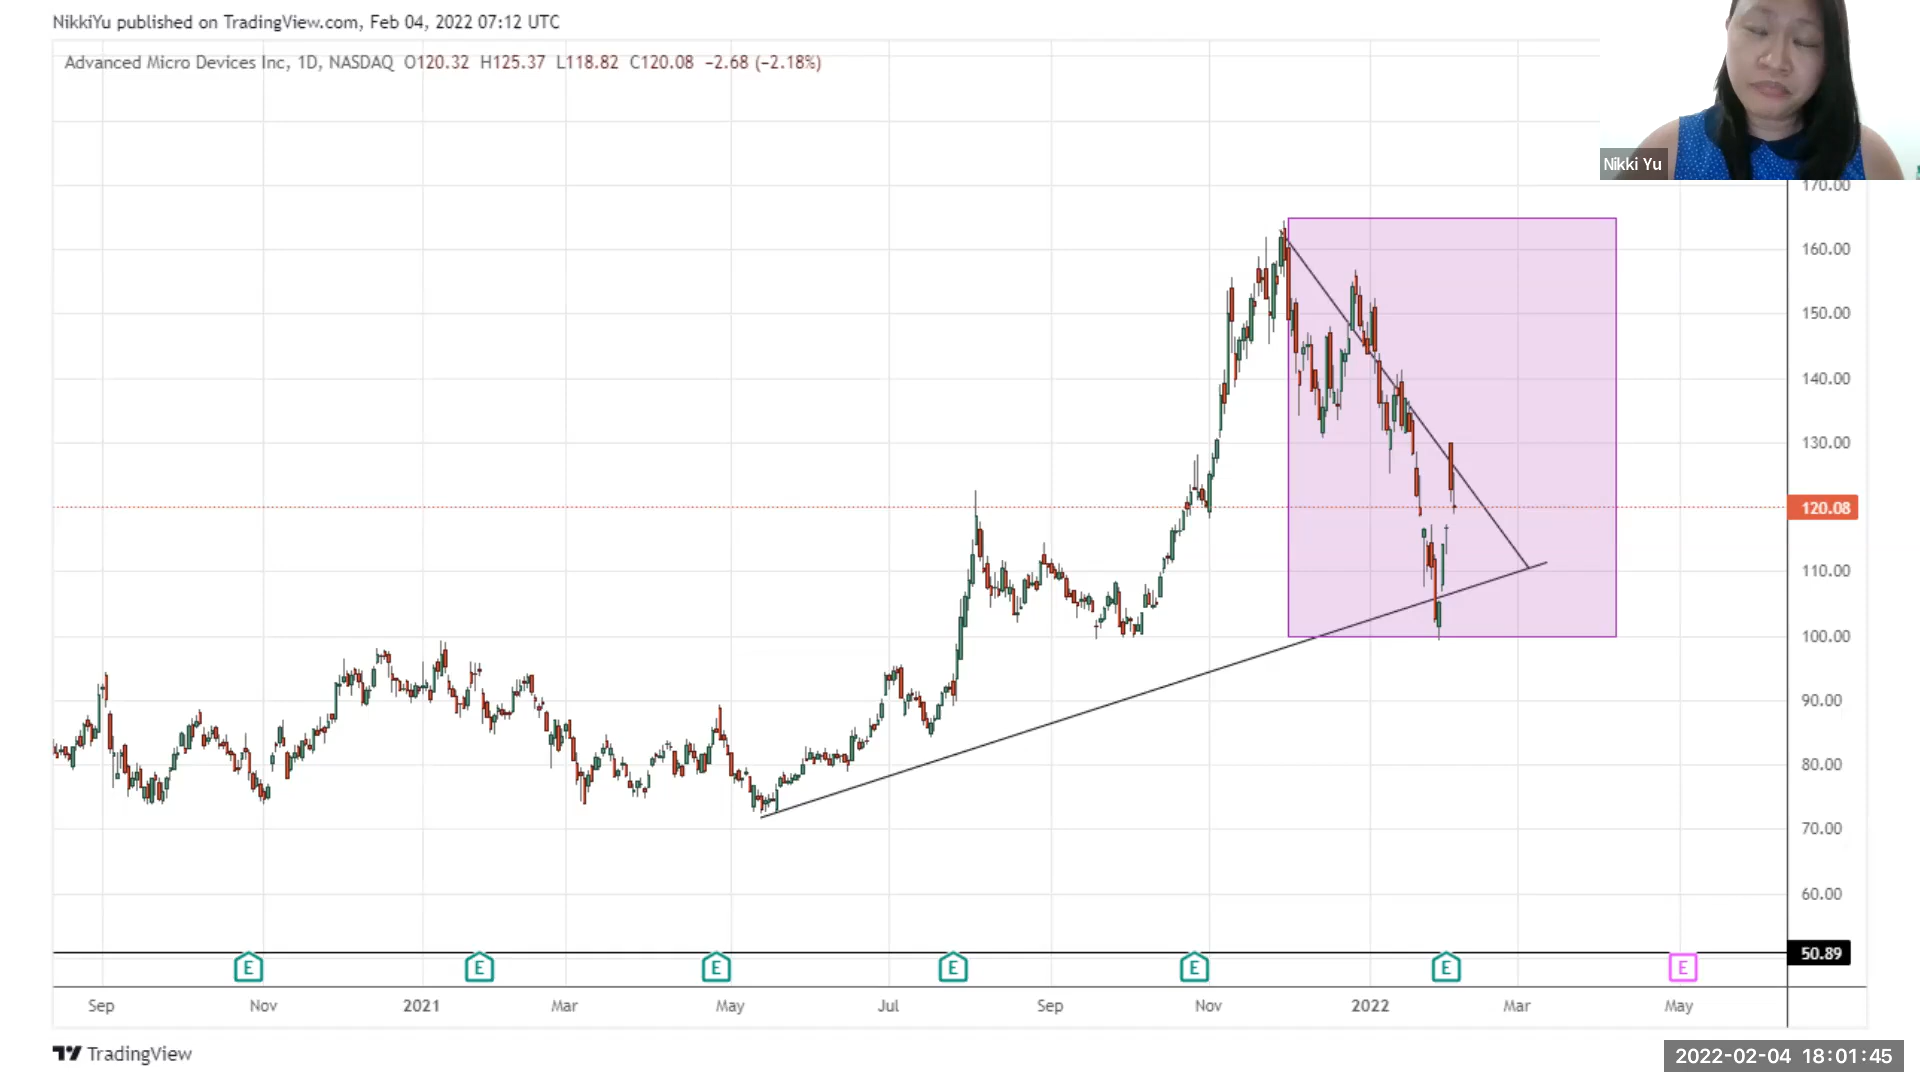 NikkiYu published on TradingView.com, Feb 04, 2022 07:12 UTC
Advanced Micro Devices Inc, 1D, NASDAQ O120.32 H125.37 L118.82 C120.08 −2.68 (−2.18%)
Nikki Yu
170.00
160.00
150.00
140.00
130.00
120.08
110.00
100.00
90.00
80.00
70.00
60.00
50.89
E E E E E E E
Sep Nov 2021 Mar May Jul Sep Nov 2022 Mar May
TradingView
2022-02-04 18:01:45